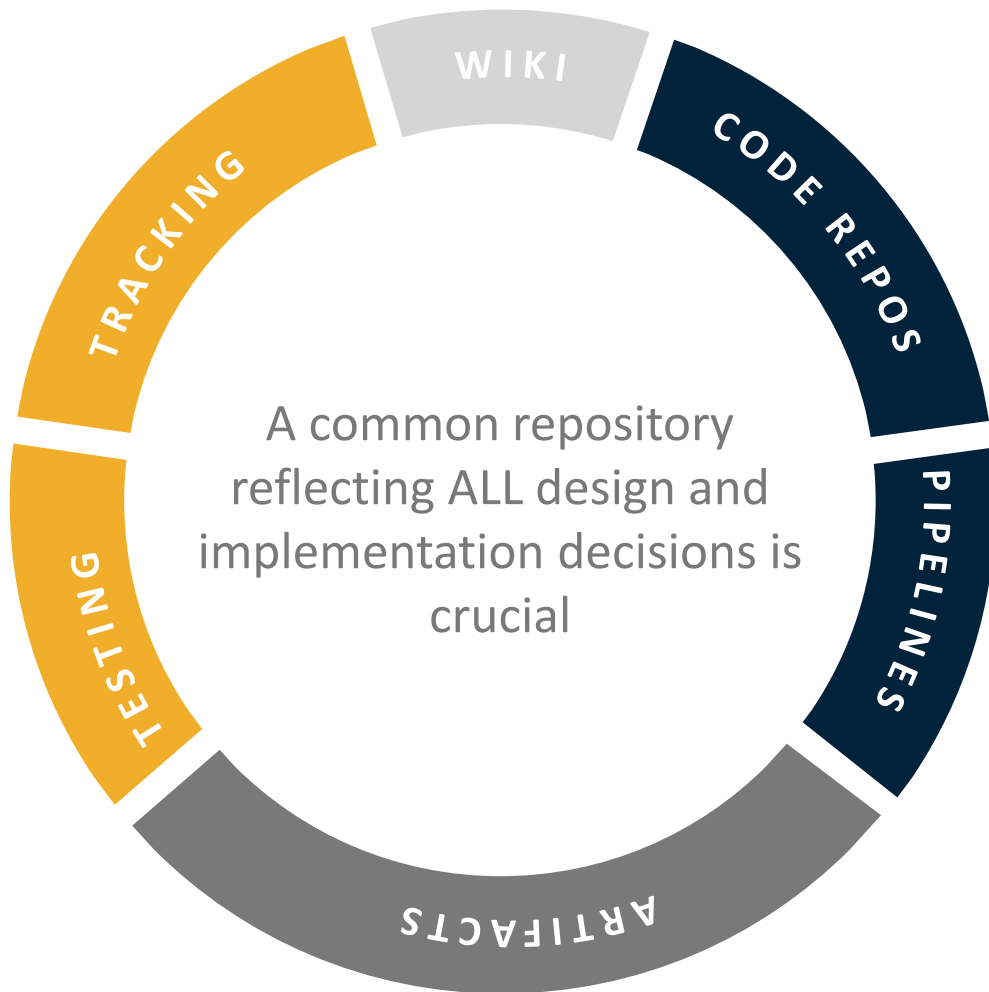 WIKI
CODE REPOS
PIPELINES
ARTIFACTS
TESTING
TRACKING
A common repository
reflecting ALL design and
implementation decisions is
crucial